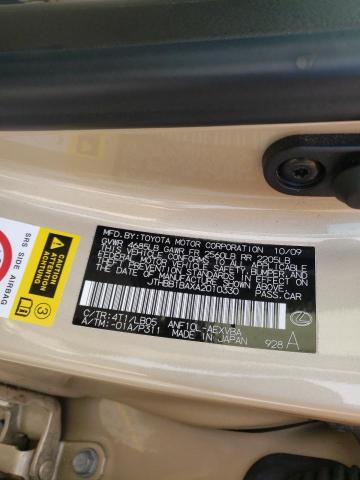 MFD.BY:TOYOTA MOTOR CORPORATION 10/09
GVWR 4685LB GAWR FR 2560LB RR 2205LB
THIS VEHICLE CONFORMS TO ALL APPLICABLE
FEDERAL MOTOR VEHICLE SAFETY, BUMPER, AND
THEFT PREVENTION STANDARDS IN EFFECT ON
THE DATE OF MANUFACTURE SHOWN ABOVE.
PASS.CAR
C/TR:4T1/LB05 ANF10L-AEXVBA
A/TM:-01A/P311 MADE IN JAPAN 928 A
SRS SIDE AIRBAG
ATTENTION
ACHTUNG
3